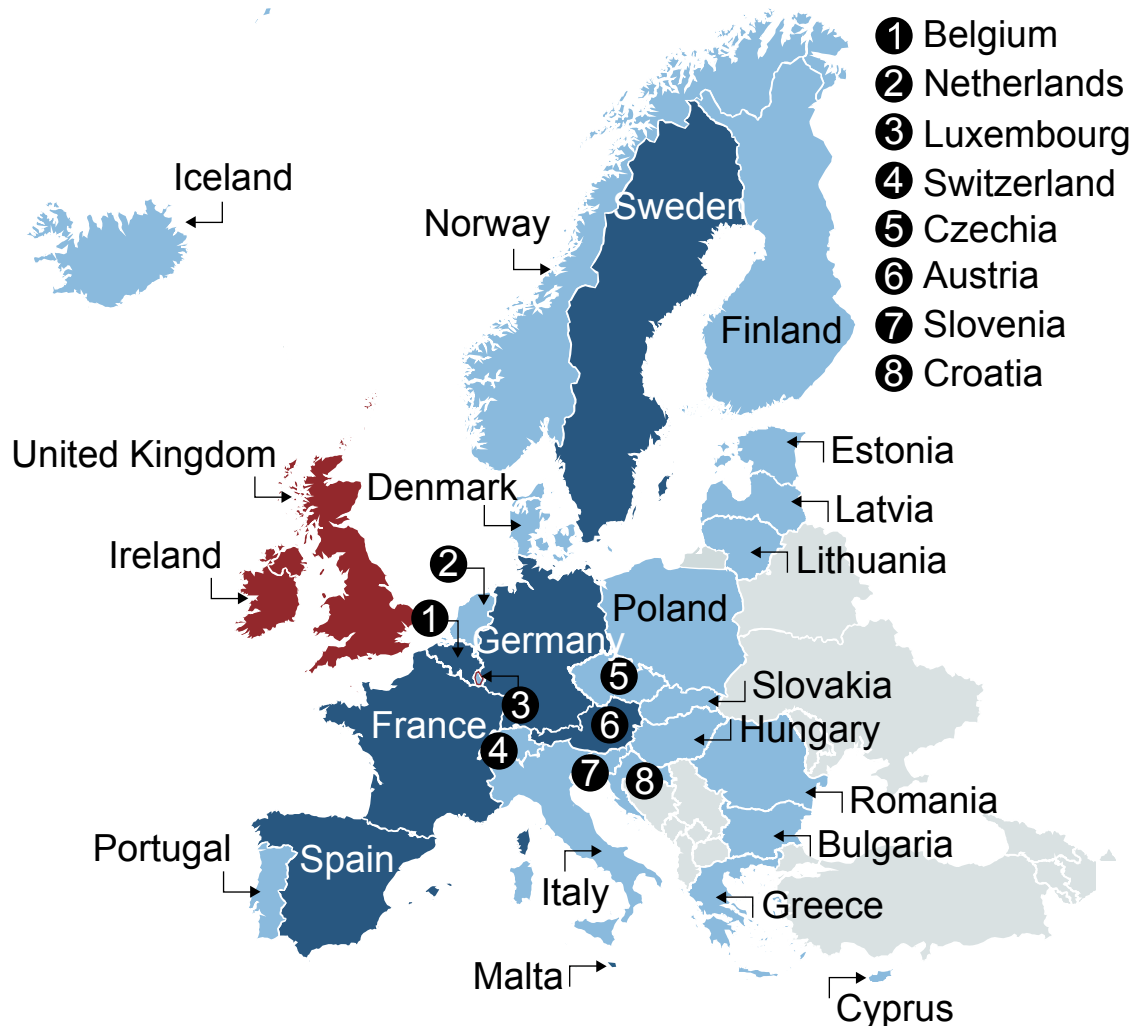 1 Belgium
2 Netherlands
3 Luxembourg
4 Switzerland
5 Czechia
6 Austria
7 Slovenia
8 Croatia
Iceland
Norway
Sweden
Finland
United Kingdom
Denmark
Estonia
Latvia
Ireland
2
Lithuania
1
Poland
Germany
5
Slovakia
3
France
6
Hungary
4
7
8
Romania
Portugal
Spain
Bulgaria
Italy
Greece
Malta
Cyprus